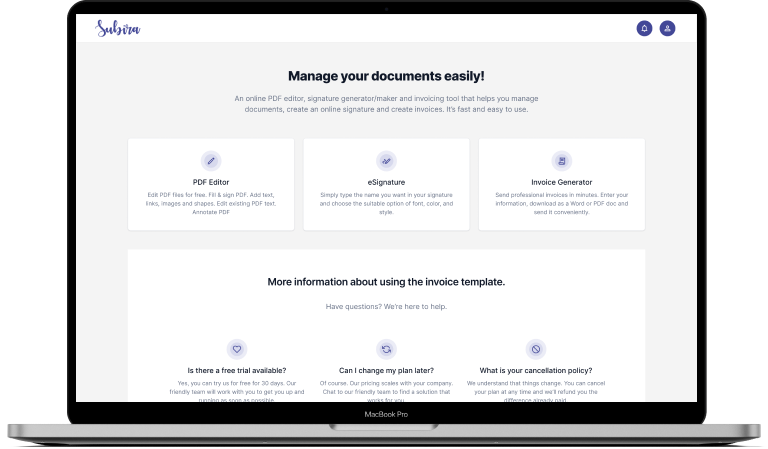 Subira
Manage your documents easily!
An online PDF editor, signature generator/maker and invoicing tool that helps you manage
documents, create an online signature and create invoices. It's fast and easy to use.
PDF Editor
Edit PDF files for free. Fill & sign PDF. Add text,
links, images and shapes. Edit existing PDF text.
Annotate PDF
eSignature
Simply type the name you want in your signature
and choose the suitable option of font, color, and
style.
Invoice Generator
Send professional invoices in minutes. Enter your
information, download as a Word or PDF doc and
send it conveniently.
More information about using the invoice template.
Have questions? We're here to help.
Is there a free trial available?
Yes, you can try us for free for 30 days. Our
friendly team will work with you to get you up and
running as soon as possible.
Can I change my plan later?
Of course. Our pricing scales with your company.
Chat to our friendly team to find a solution that
works for you.
What is your cancellation policy?
We understand that things change. You can cancel
your plan at any time and we'll refund you the
difference already paid.
MacBook Pro